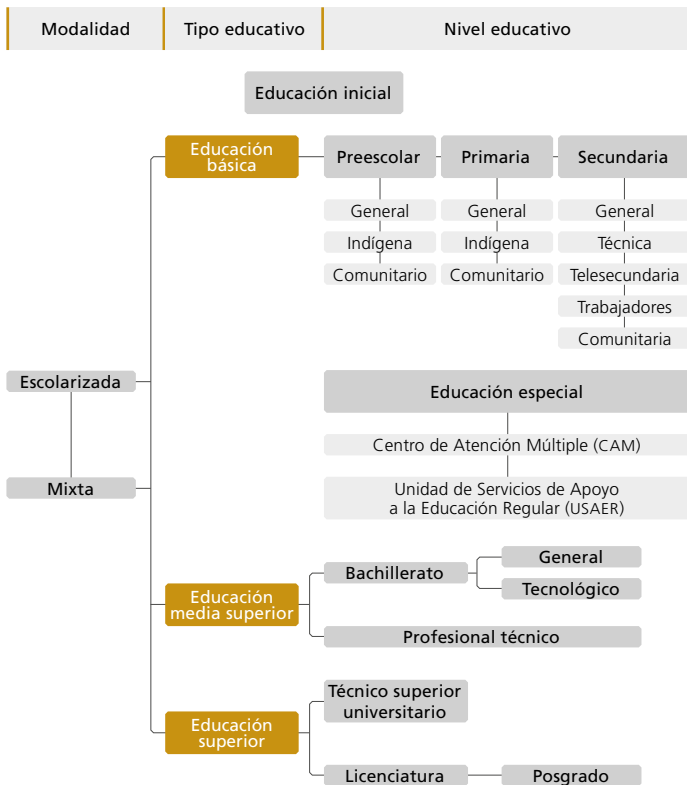 Modalidad
Tipo educativo
Nivel educativo
Educación inicial
Educación
básica
Preescolar
Primaria
Secundaria
General
General
General
Indígena
Indígena
Técnica
Comunitario
Comunitario
Telesecundaria
Trabajadores
Comunitaria
Escolarizada
Educación especial
Centro de Atención Múltiple (CAM)
Mixta
Unidad de Servicios de Apoyo
a la Educación Regular (USAER)
Educación
media superior
Bachillerato
General
Tecnológico
Profesional técnico
Educación
superior
Técnico superior
universitario
Licenciatura
Posgrado